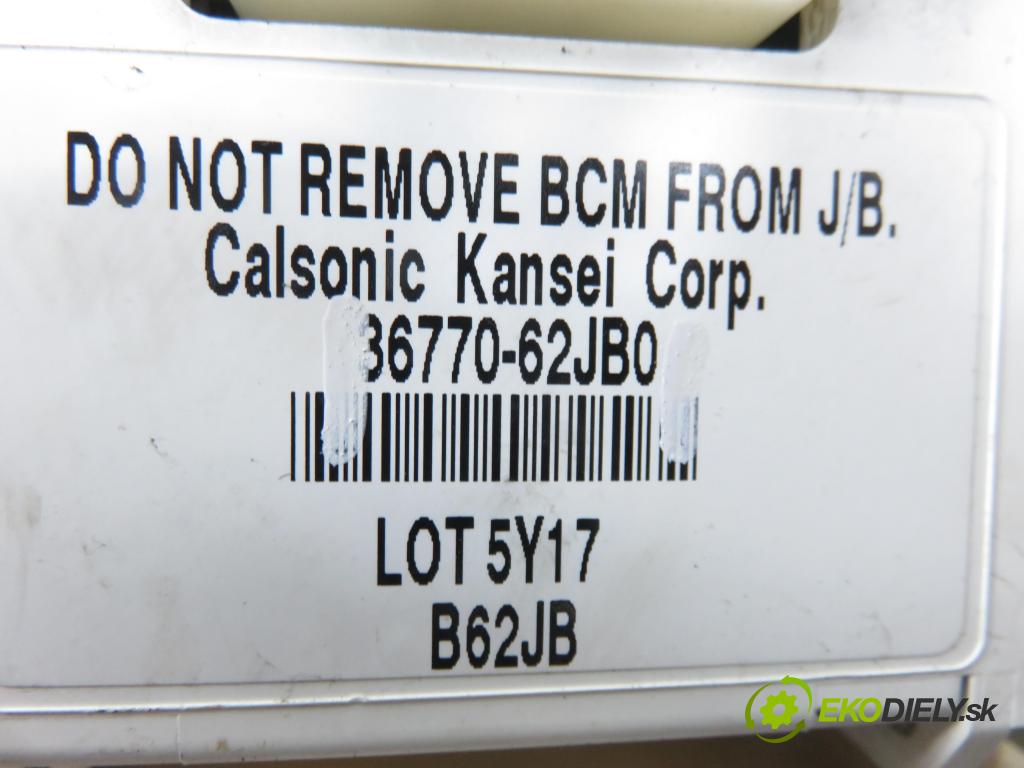 DO NOT REMOVE BCM FROM J/B.
Calsonic Kansei Corp.
36770-62JB0
LOT 5Y17
B62JB
EKODIELY.sk